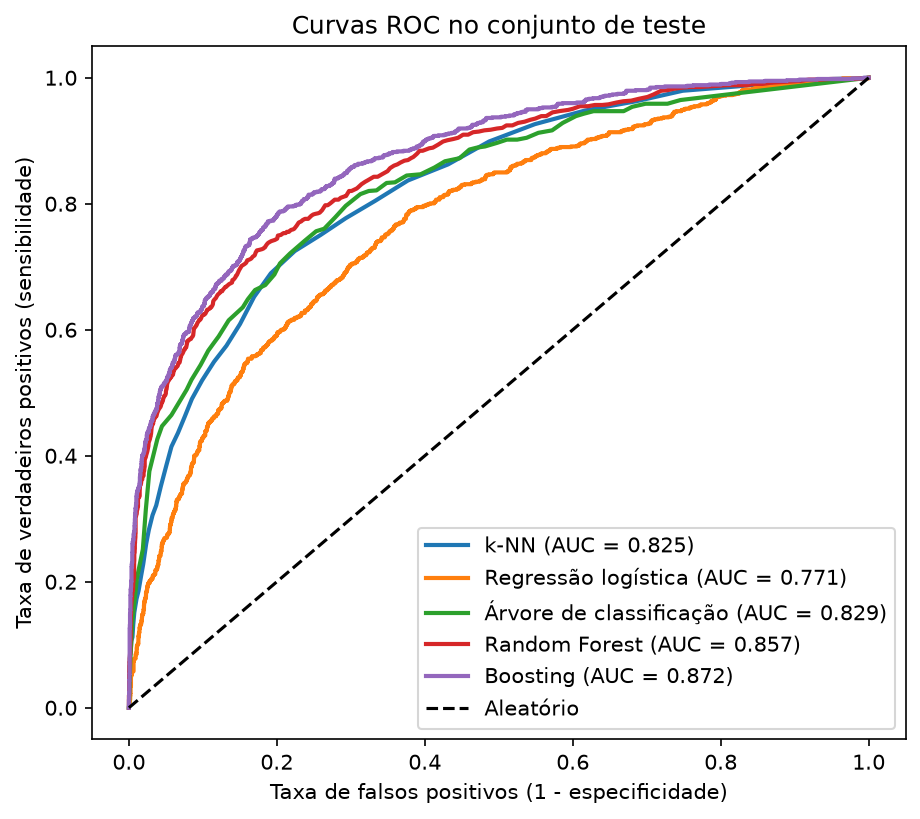 Curvas ROC no conjunto de teste
Taxa de verdadeiros positivos (sensibilidade)
1.0
0.8
0.6
0.4
0.2
0.0
k-NN (AUC = 0.825)
Regressão logística (AUC = 0.771)
Árvore de classificação (AUC = 0.829)
Random Forest (AUC = 0.857)
Boosting (AUC = 0.872)
Aleatório
0.0 0.2 0.4 0.6 0.8 1.0
Taxa de falsos positivos (1 - especificidade)